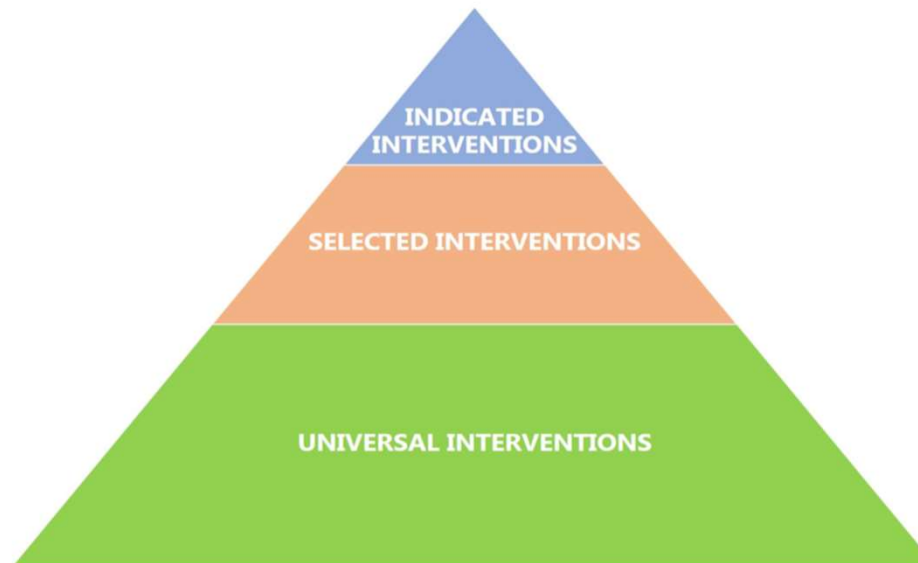 INDICATED
INTERVENTIONS
SELECTED INTERVENTIONS
UNIVERSAL INTERVENTIONS